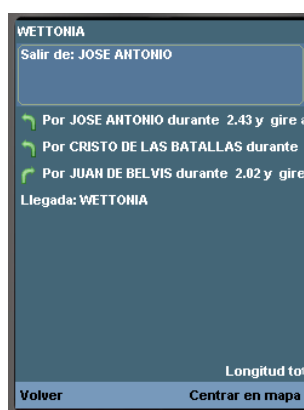 WETTONIA
Salir de: JOSE ANTONIO
Por JOSE ANTONIO durante 2.43 y gire a
Por CRISTO DE LAS BATALLAS durante
Por JUAN DE BELVIS durante 2.02 y gire
Llegada: WETTONIA
Longitud tot
Volver Centrar en mapa